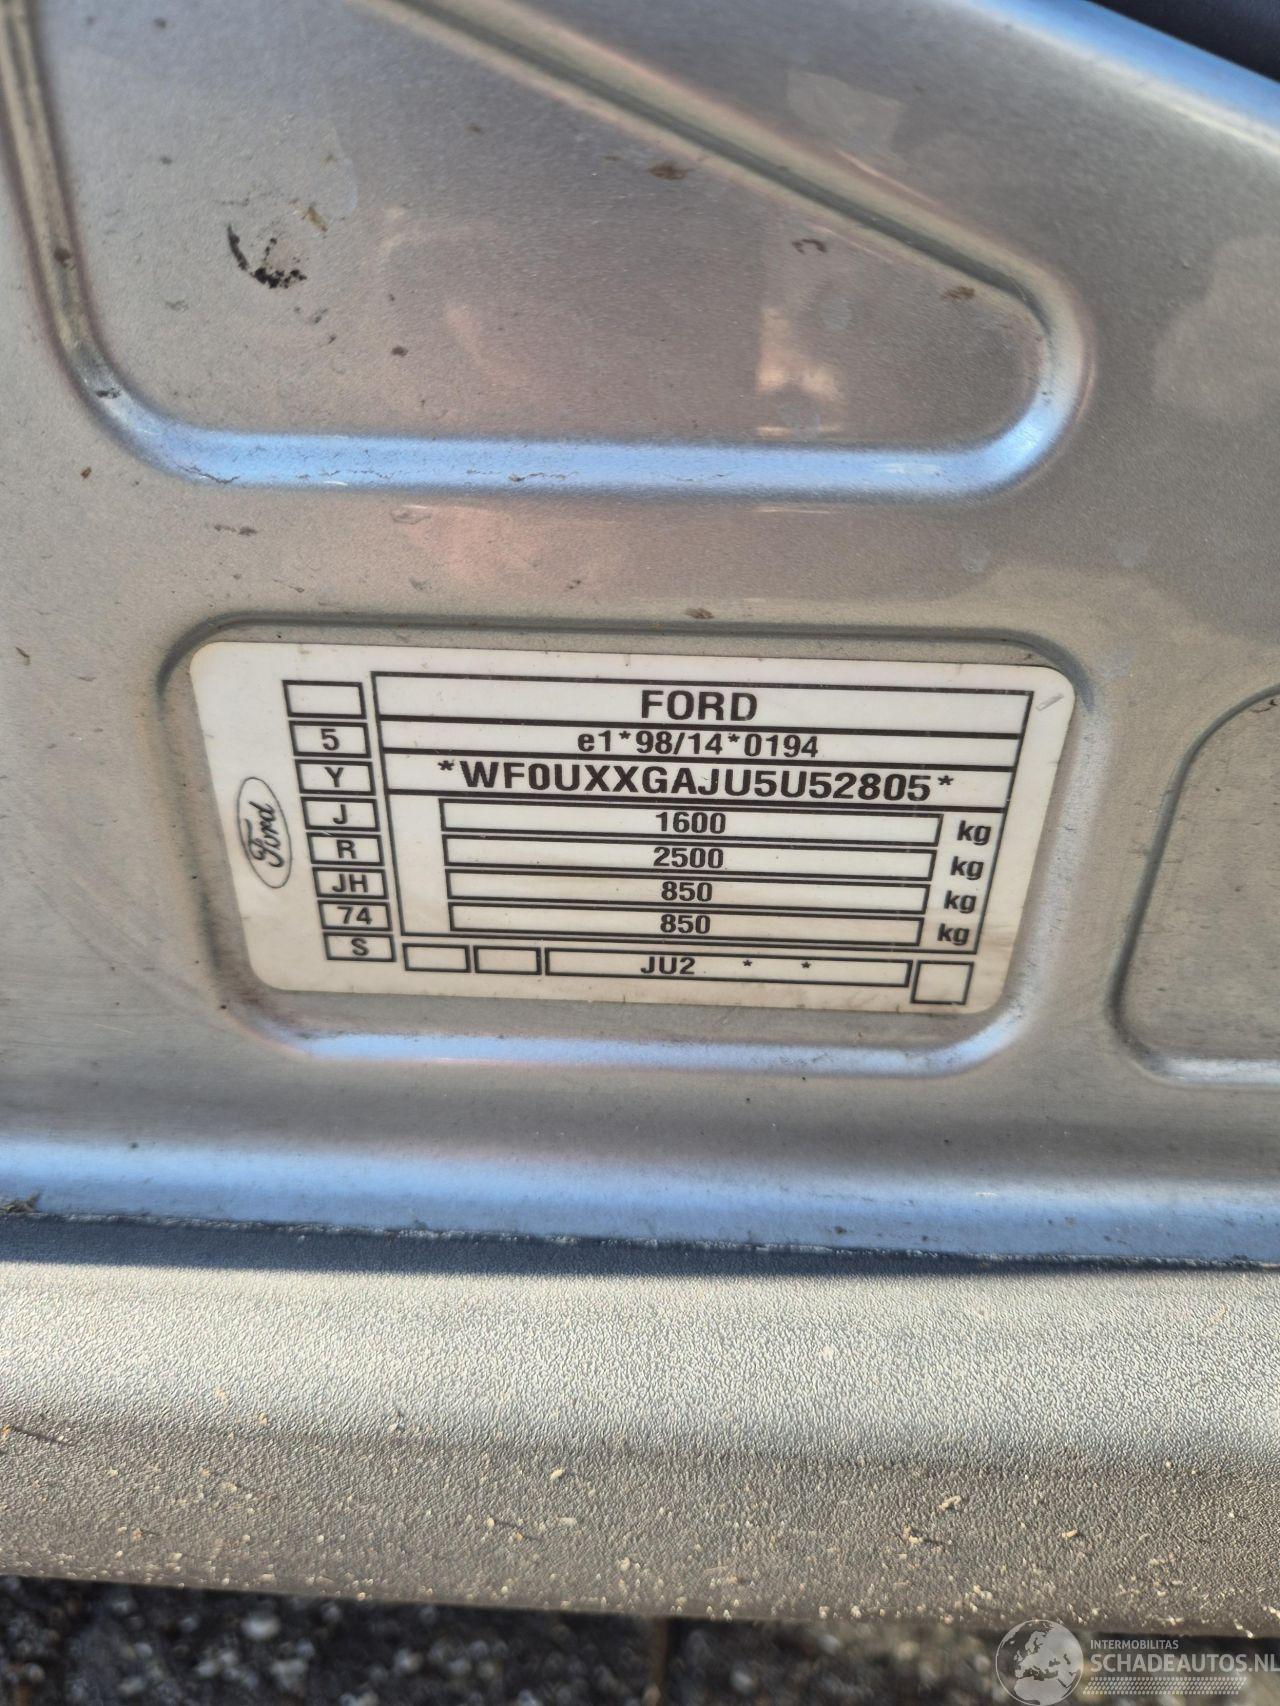 FORD
e1*98/14*0194
*WF0UXXGAJU5U52805*
1600 kg
2500 kg
850 kg
850 kg
JU2 * *
5
Y
J
R
JH
74
S
Ford
INTERMOBILITAS
SCHADEAUTOS.NL